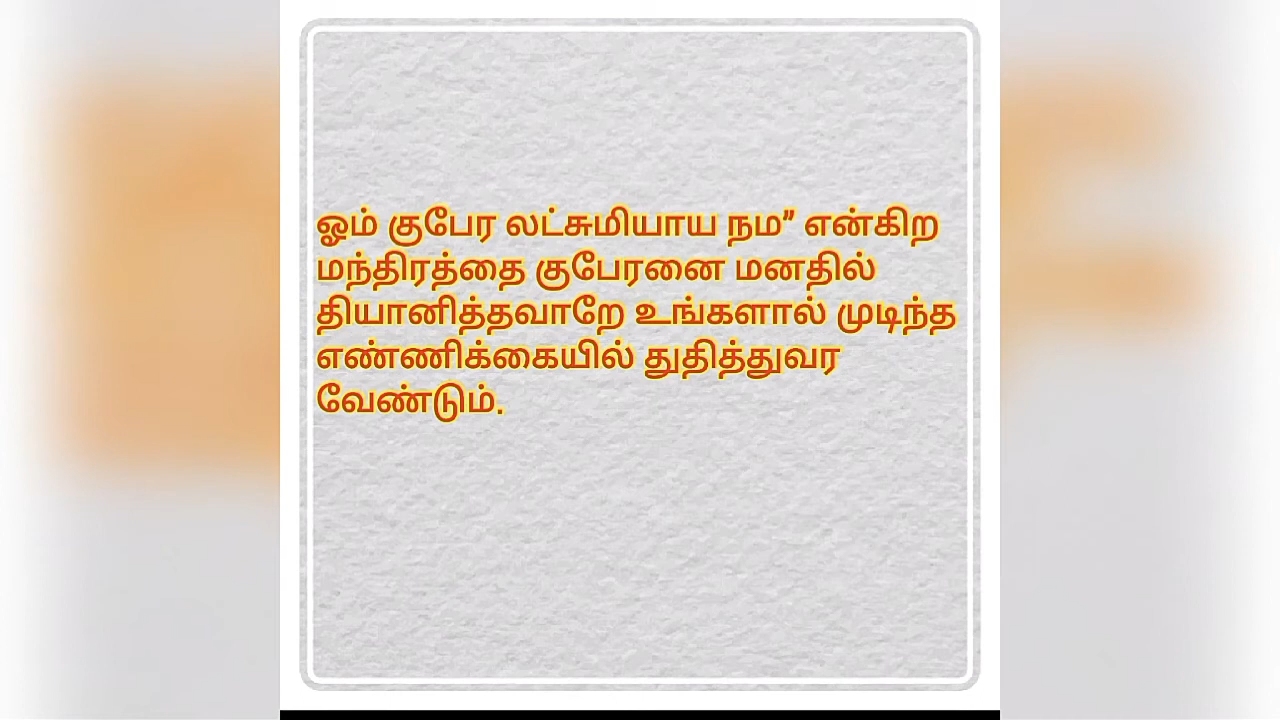 ஓம் குபேர லட்சுமியாய நம” என்கிற
மந்திரத்தை குபேரனை மனதில்
தியானித்தவாறே உங்களால் முடிந்த
எண்ணிக்கையில் துதித்துவர
வேண்டும்.